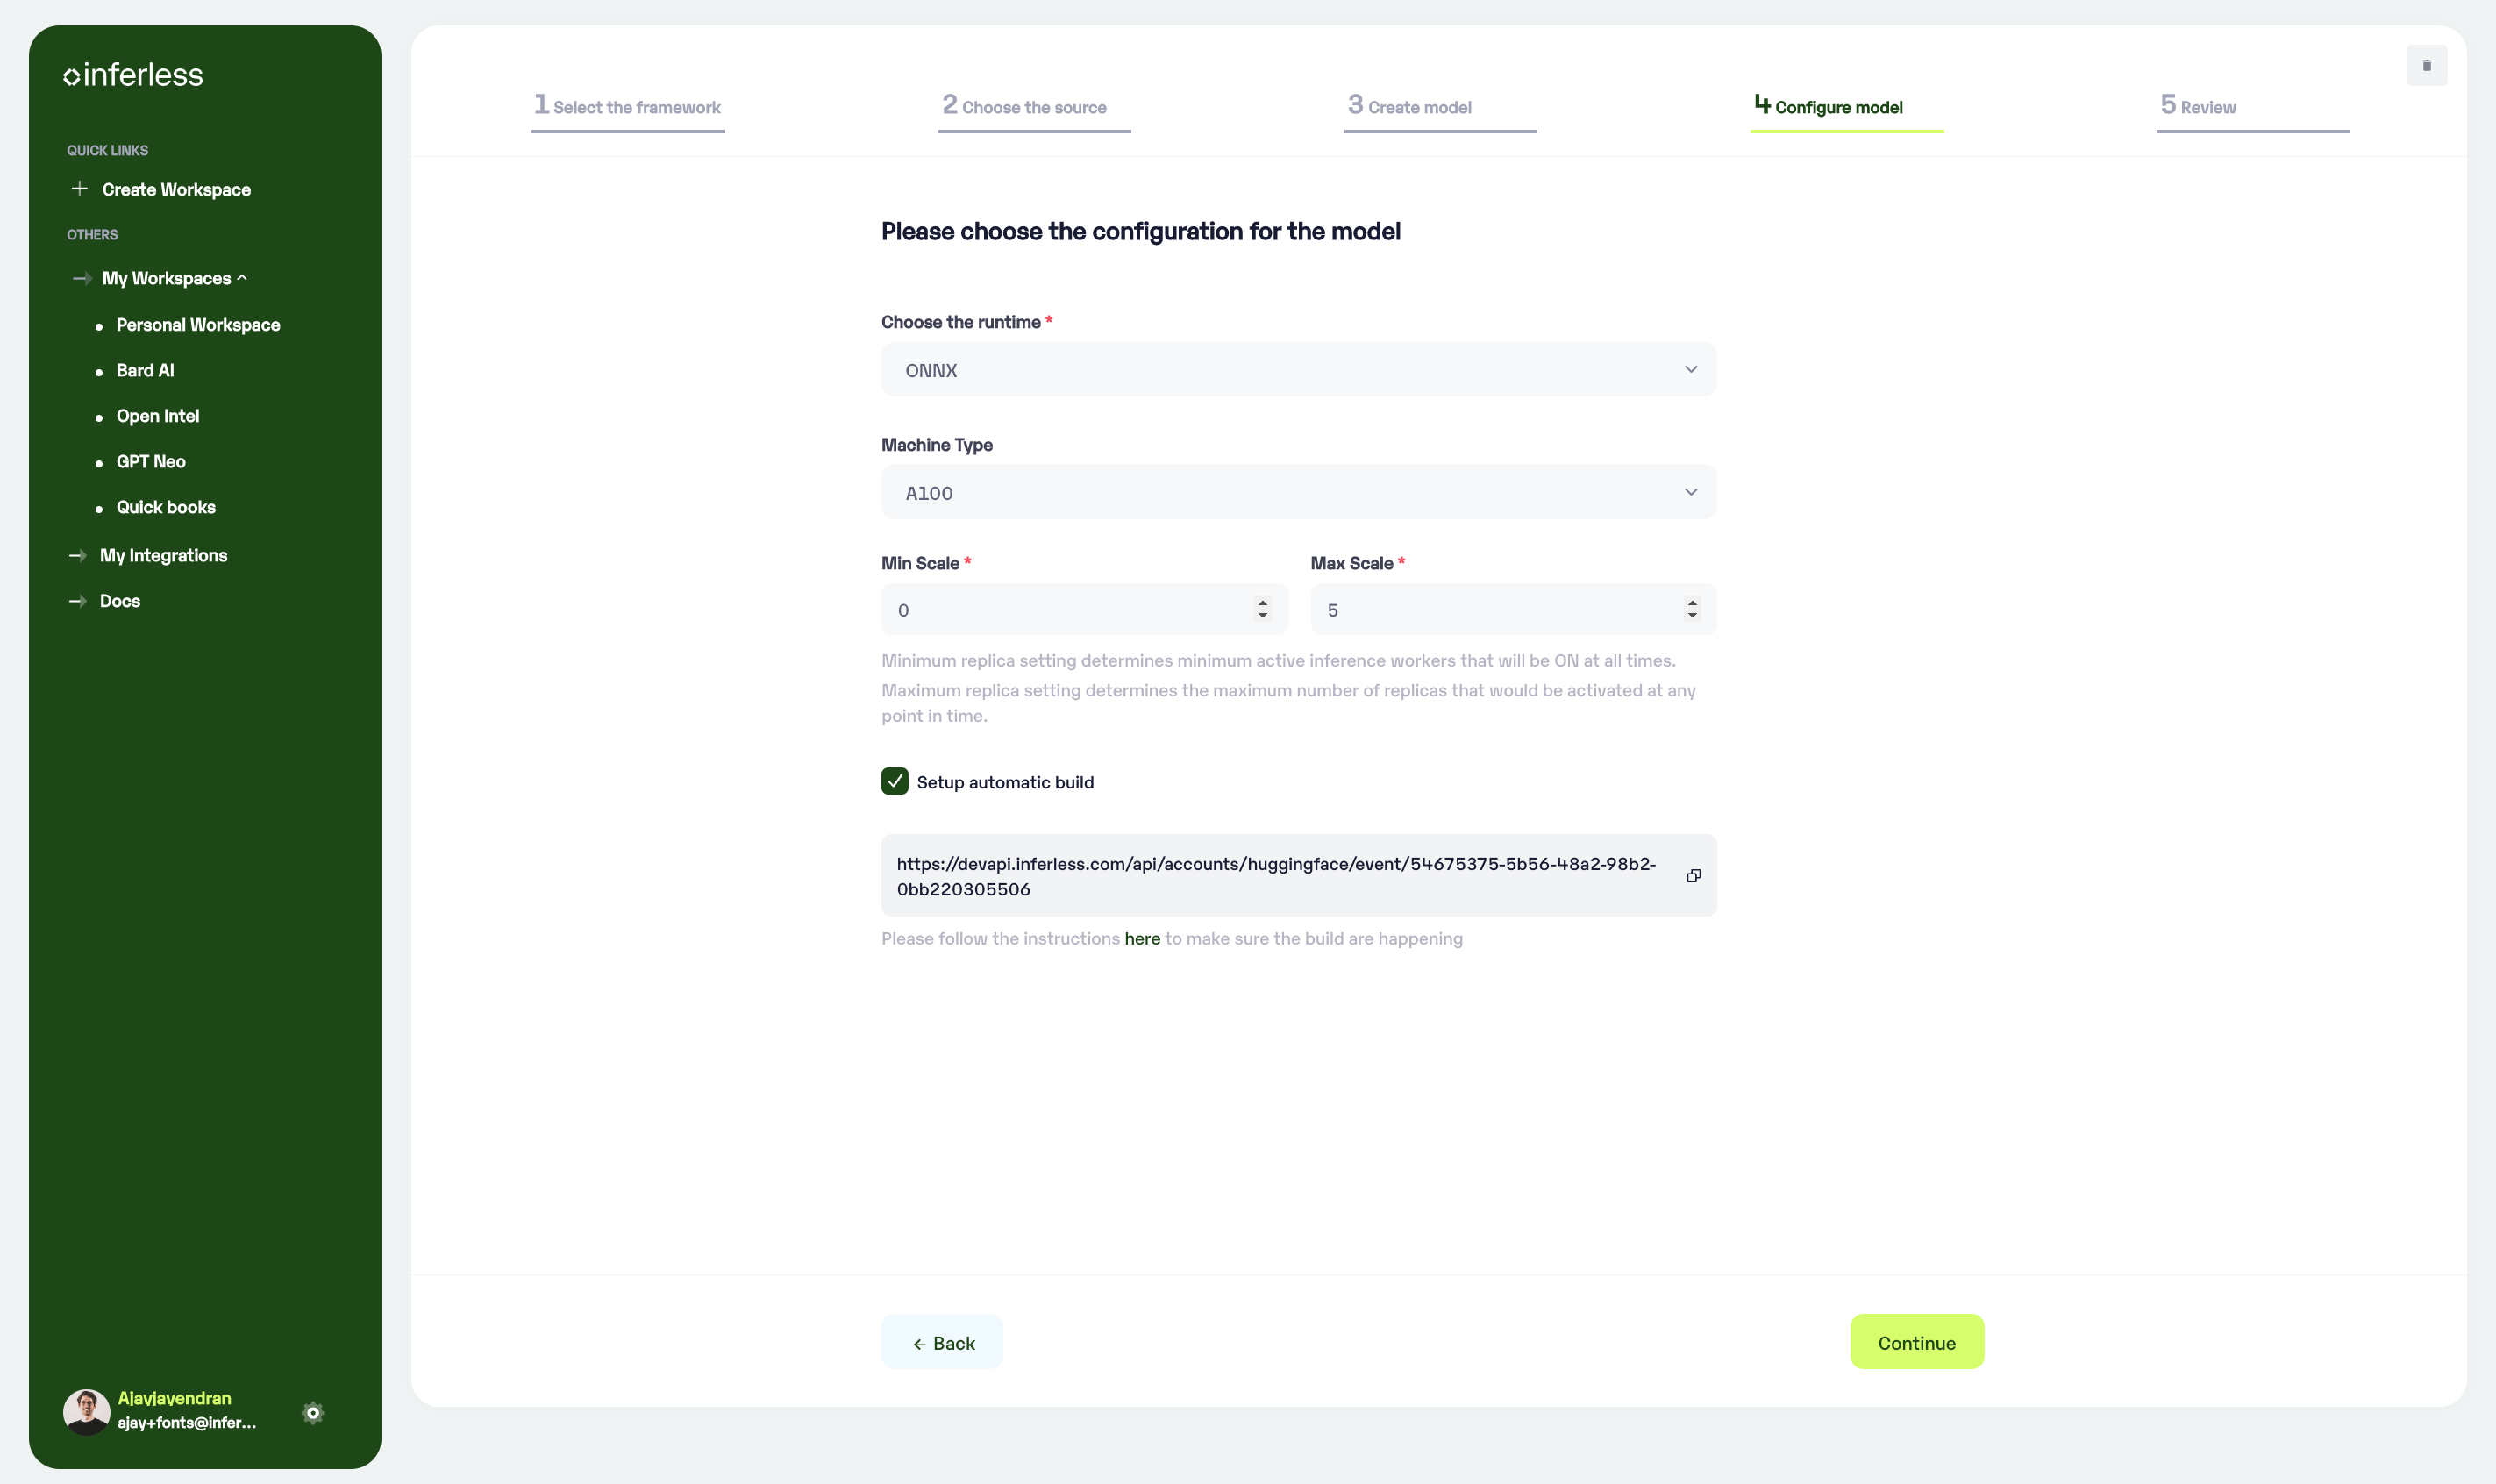 inferless
QUICK LINKS
Create Workspace
OTHERS
My Workspaces
Personal Workspace
Bard AI
Open Intel
GPT Neo
Quick books
My Integrations
Docs
Ajayjayendran
ajay+fonts@infer...
1 Select the framework
2 Choose the source
3 Create model
4 Configure model
5 Review
Please choose the configuration for the model
Choose the runtime *
ONNX
Machine Type
A100
Min Scale *
Max Scale *
0
5
Minimum replica setting determines minimum active inference workers that will be ON at all times.
Maximum replica setting determines the maximum number of replicas that would be activated at any
point in time.
Setup automatic build
https://devapi.inferless.com/api/accounts/huggingface/event/54675375-5b56-48a2-98b2-
0bb220305506
Please follow the instructions here to make sure the build are happening
Back
Continue